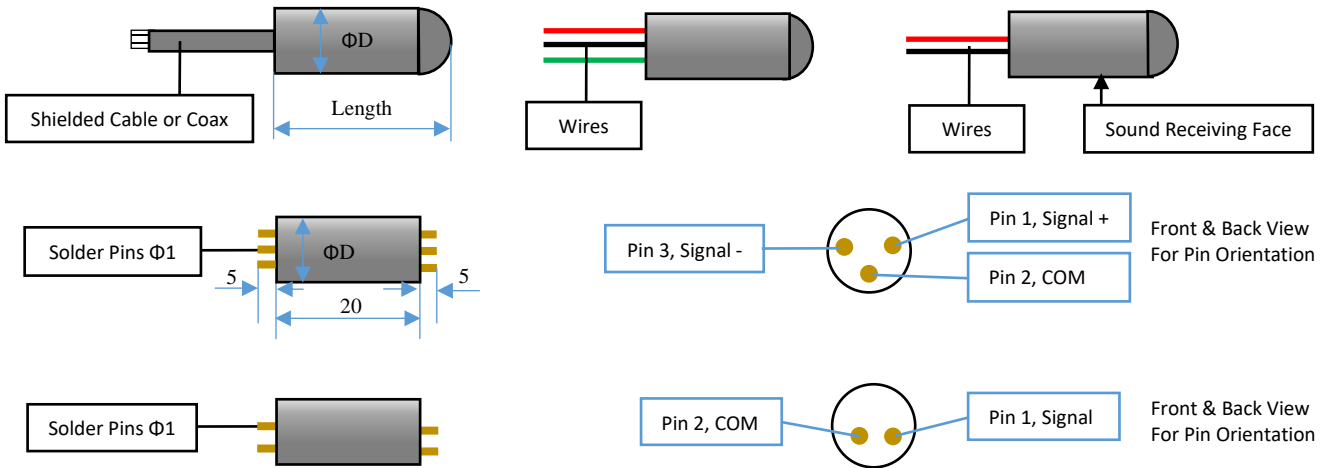 ΦD
Shielded Cable or Coax
Length
Wires
Wires
Sound Receiving Face
Solder Pins Φ1
ΦD
5
20
5
Pin 3, Signal -
Pin 1, Signal +
Pin 2, COM
Front & Back View
For Pin Orientation
Solder Pins Φ1
Pin 2, COM
Pin 1, Signal
Front & Back View
For Pin Orientation